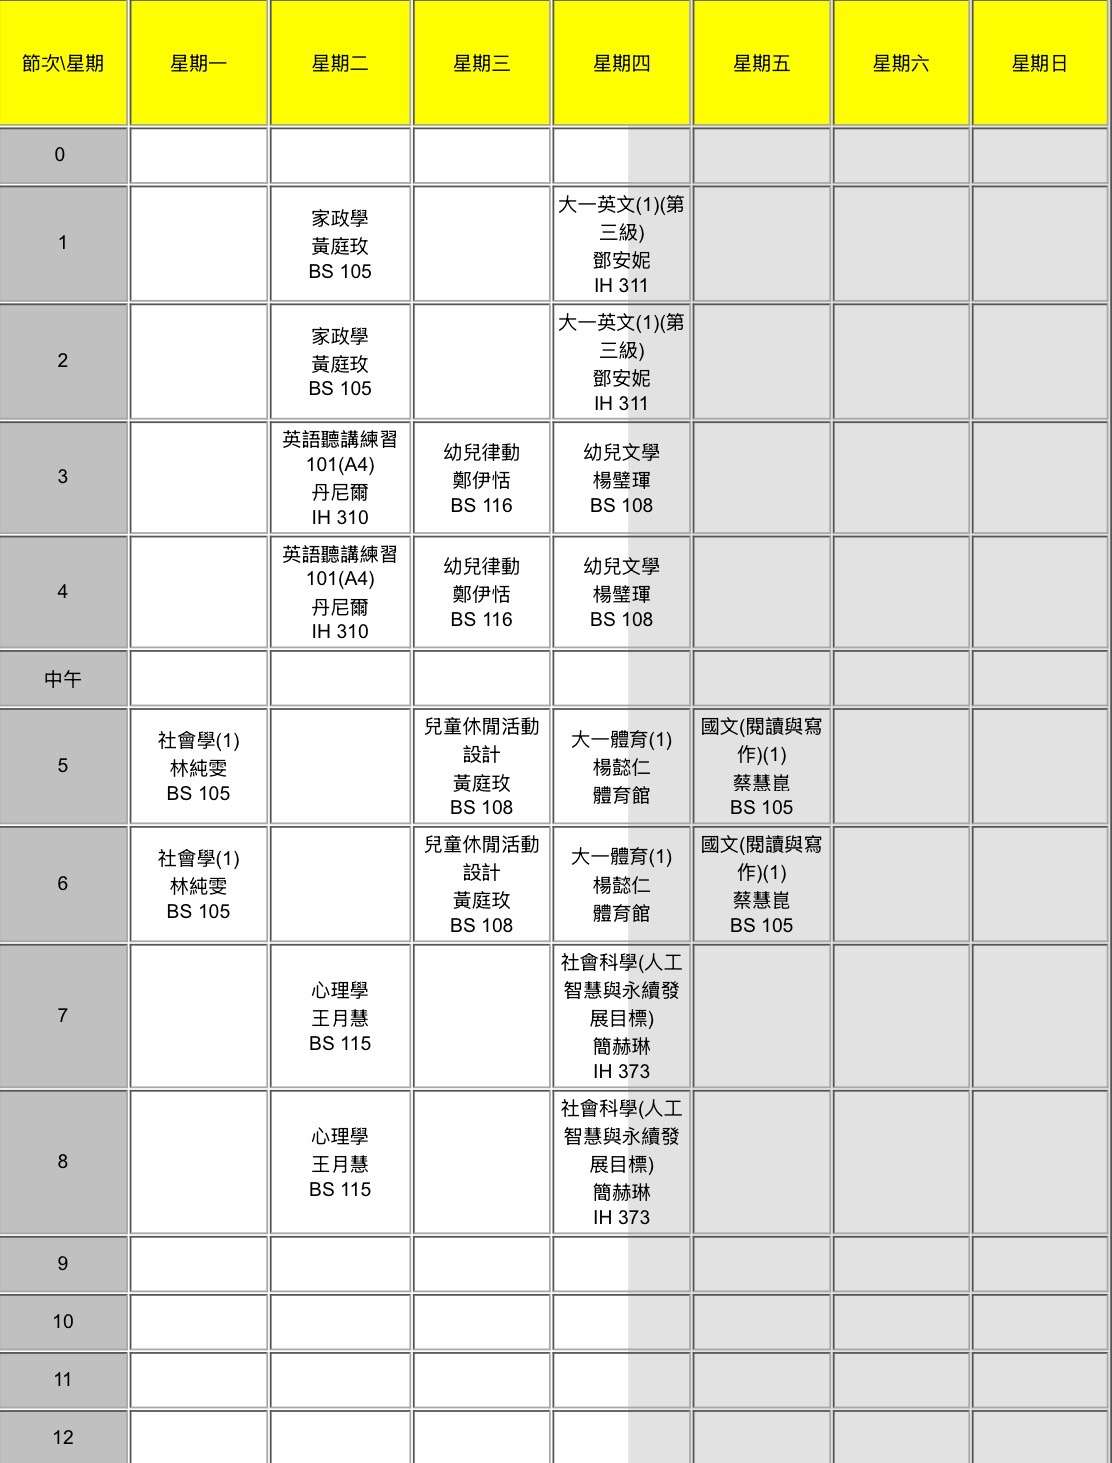 節次\星期 星期一 星期二 星期三 星期四 星期五 星期六 星期日
0
1
家政學
黃庭玫
BS 105
大一英文(1)(第
三級)
鄧安妮
IH 311
2
家政學
黃庭玫
BS 105
大一英文(1)(第
三級)
鄧安妮
IH 311
3
英語聽講練習
101(A4)
丹尼爾
IH 310
幼兒律動
鄭伊恬
BS 116
幼兒文學
楊璧琿
BS 108
4
英語聽講練習
101(A4)
丹尼爾
IH 310
幼兒律動
鄭伊恬
BS 116
幼兒文學
楊璧琿
BS 108
中午
5
社會學(1)
林純雯
BS 105
兒童休閒活動
設計
黃庭玫
BS 108
大一體育(1)
楊懿仁
體育館
國文(閱讀與寫
作)(1)
蔡慧崑
BS 105
6
社會學(1)
林純雯
BS 105
兒童休閒活動
設計
黃庭玫
BS 108
大一體育(1)
楊懿仁
體育館
國文(閱讀與寫
作)(1)
蔡慧崑
BS 105
7
心理學
王月慧
BS 115
社會科學(人工
智慧與永續發
展目標)
簡赫琳
IH 373
8
心理學
王月慧
BS 115
社會科學(人工
智慧與永續發
展目標)
簡赫琳
IH 373
9
10
11
12